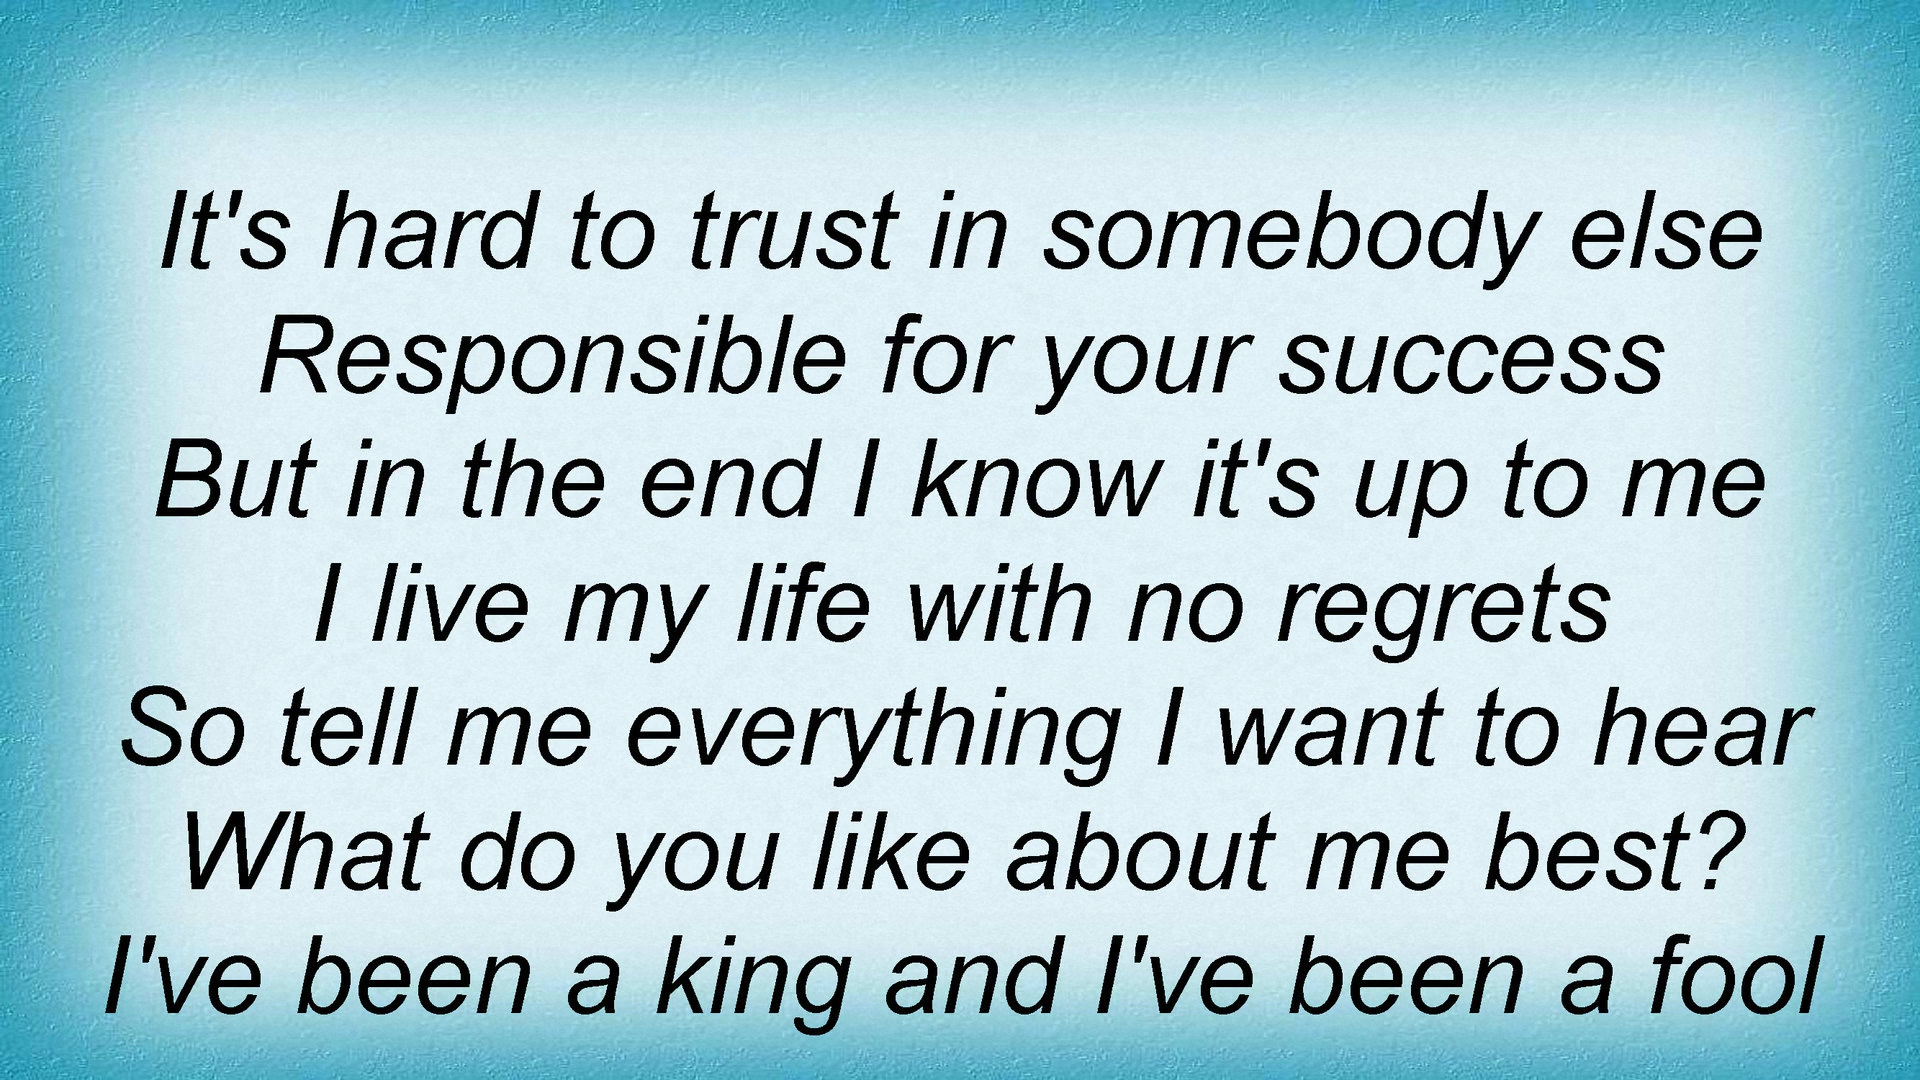 It's hard to trust in somebody else
Responsible for your success
But in the end I know it's up to me
I live my life with no regrets
So tell me everything I want to hear
What do you like about me best?
I've been a king and I've been a fool